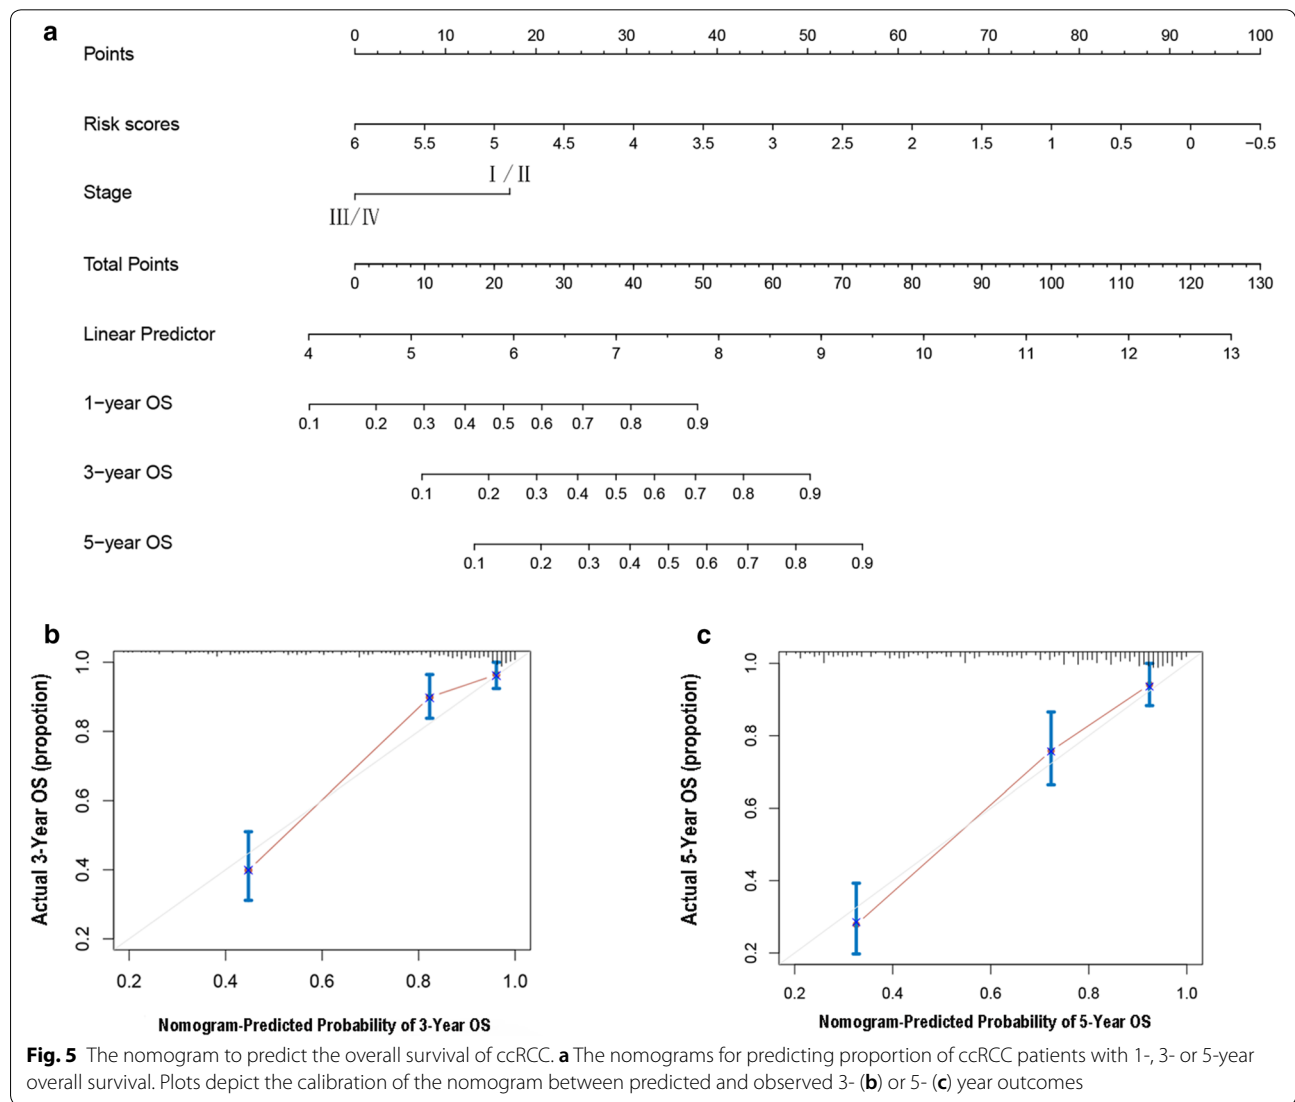 a
0 10 20 30 40 50 60 70 80 90 100
Points
Risk scores
6 5.5 5 4.5 4 3.5 3 2.5 2 1.5 1 0.5 0 −0.5
I / II
Stage
III/IV
Total Points
0 10 20 30 40 50 60 70 80 90 100 110 120 130
Linear Predictor
4 5 6 7 8 9 10 11 12 13
1−year OS
0.1 0.2 0.3 0.4 0.5 0.6 0.7 0.8 0.9
3−year OS
0.1 0.2 0.3 0.4 0.5 0.6 0.7 0.8 0.9
5−year OS
0.1 0.2 0.3 0.4 0.5 0.6 0.7 0.8 0.9
b
Actual 3-Year OS (propotion)
1.0
0.8
0.6
0.4
0.2
0.2 0.4 0.6 0.8 1.0
Nomogram-Predicted Probability of 3-Year OS
c
Actual 5-Year OS (propotion)
1.0
0.8
0.6
0.4
0.2
0.2 0.4 0.6 0.8 1.0
Nomogram-Predicted Probability of 5-Year OS
Fig. 5 The nomogram to predict the overall survival of ccRCC. a The nomograms for predicting proportion of ccRCC patients with 1-, 3- or 5-year
overall survival. Plots depict the calibration of the nomogram between predicted and observed 3- (b) or 5- (c) year outcomes